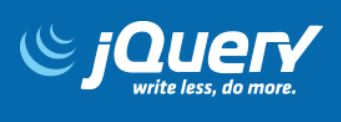 jQuery
write less, do more.